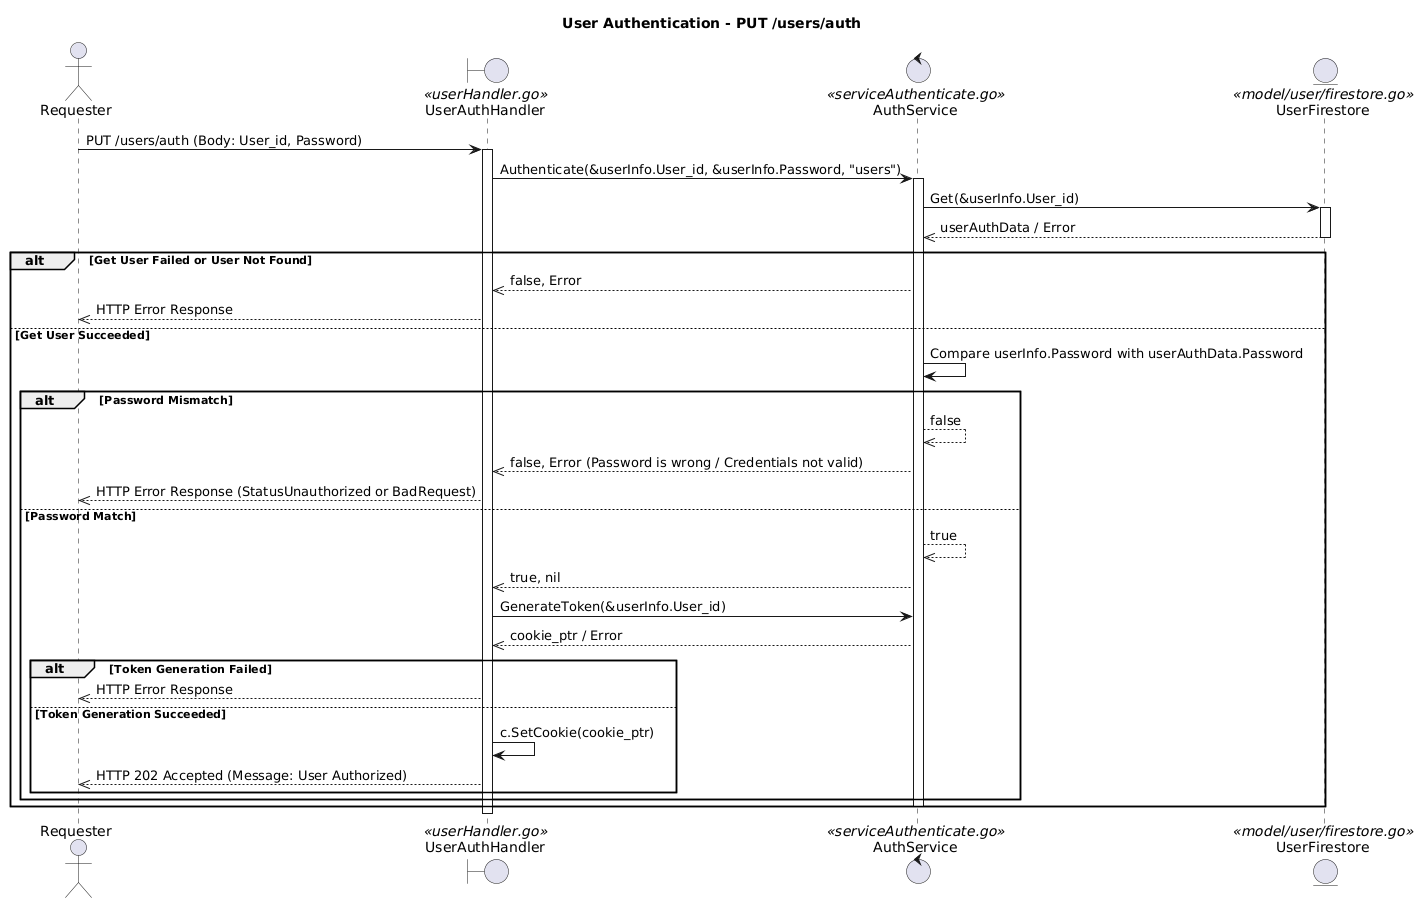 User Authentication - PUT /users/auth
Requester
«userHandler.go»
UserAuthHandler
«serviceAuthenticate.go»
AuthService
«model/user/firestore.go»
UserFirestore
PUT /users/auth (Body: User_id, Password)
Authenticate(&userInfo.User_id, &userInfo.Password, "users")
Get(&userInfo.User_id)
userAuthData / Error
alt [Get User Failed or User Not Found]
false, Error
HTTP Error Response
[Get User Succeeded]
Compare userInfo.Password with userAuthData.Password
alt [Password Mismatch]
false
false, Error (Password is wrong / Credentials not valid)
HTTP Error Response (StatusUnauthorized or BadRequest)
[Password Match]
true
true, nil
GenerateToken(&userInfo.User_id)
cookie_ptr / Error
alt [Token Generation Failed]
HTTP Error Response
[Token Generation Succeeded]
c.SetCookie(cookie_ptr)
HTTP 202 Accepted (Message: User Authorized)
Requester
«userHandler.go»
UserAuthHandler
«serviceAuthenticate.go»
AuthService
«model/user/firestore.go»
UserFirestore